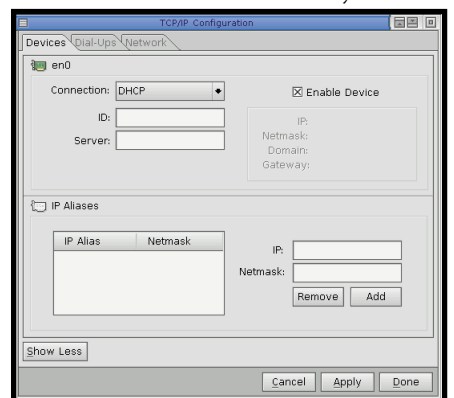 TCP/IP Configuration
Devices Dial-Ups Network
en0
Connection: DHCP
Enable Device
ID:
Server:
IP:
Netmask:
Domain:
Gateway:
IP Aliases
IP Alias Netmask
IP:
Netmask:
Remove Add
Show Less
Cancel Apply Done